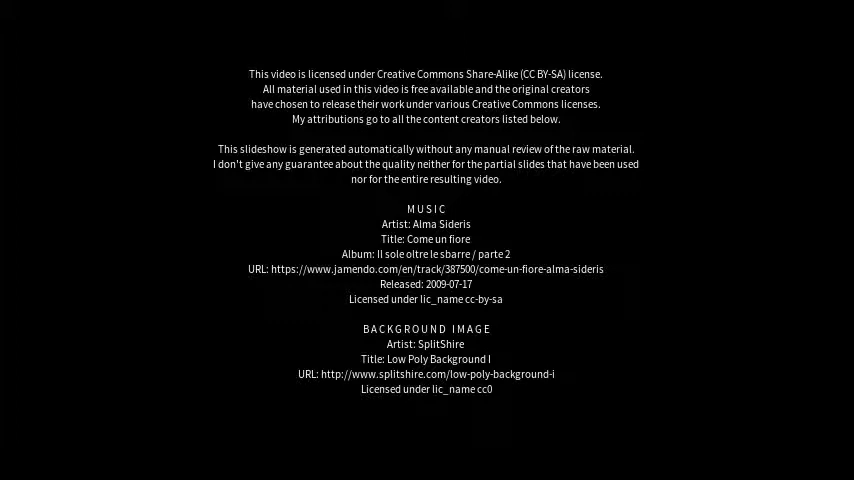 This video is licensed under Creative Commons Share-Alike (CC BY-SA) license.
All material used in this video is free available and the original creators
have chosen to release their work under various Creative Commons licenses.
My attributions go to all the content creators listed below.
This slideshow is generated automatically without any manual review of the raw material.
I don't give any guarantee about the quality neither for the partial slides that have been used
nor for the entire resulting video.
MUSIC
Artist: Alma Sideris
Title: Come un fiore
Album: Il sole oltre le sbarre / parte 2
URL: https://www.jamendo.com/en/track/387500/come-un-fiore-alma-sideris
Released: 2009-07-17
Licensed under lic_name cc-by-sa
BACKGROUND IMAGE
Artist: SplitShire
Title: Low Poly Background I
URL: http://www.splitshire.com/low-poly-background-i
Licensed under lic_name cc0